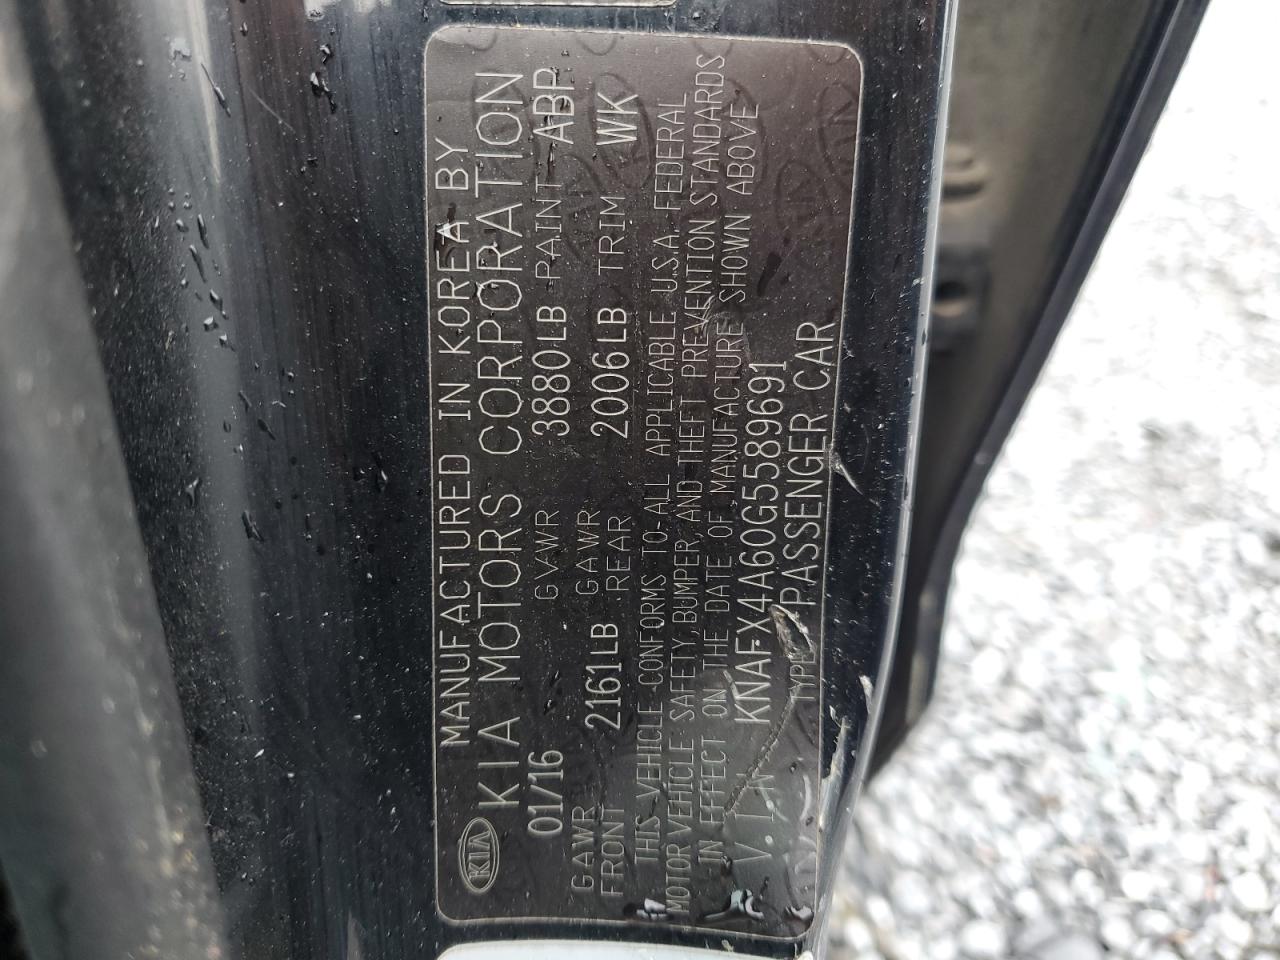 MANUFACTURED IN KOREA BY
KIA KIA MOTORS CORPORATION
01/16 GVWR 3880LB PAINT ABP
GAWR FRONT 2161LB GAWR REAR 2006LB TRIM WK
THIS VEHICLE CONFORMS TO ALL APPLICABLE U.S.A. FEDERAL
MOTOR VEHICLE SAFETY, BUMPER, AND THEFT PREVENTION STANDARDS
IN EFFECT ON THE DATE OF MANUFACTURE SHOWN ABOVE
V.I.N KNAFX4A60G5589691
TYPE PASSENGER CAR